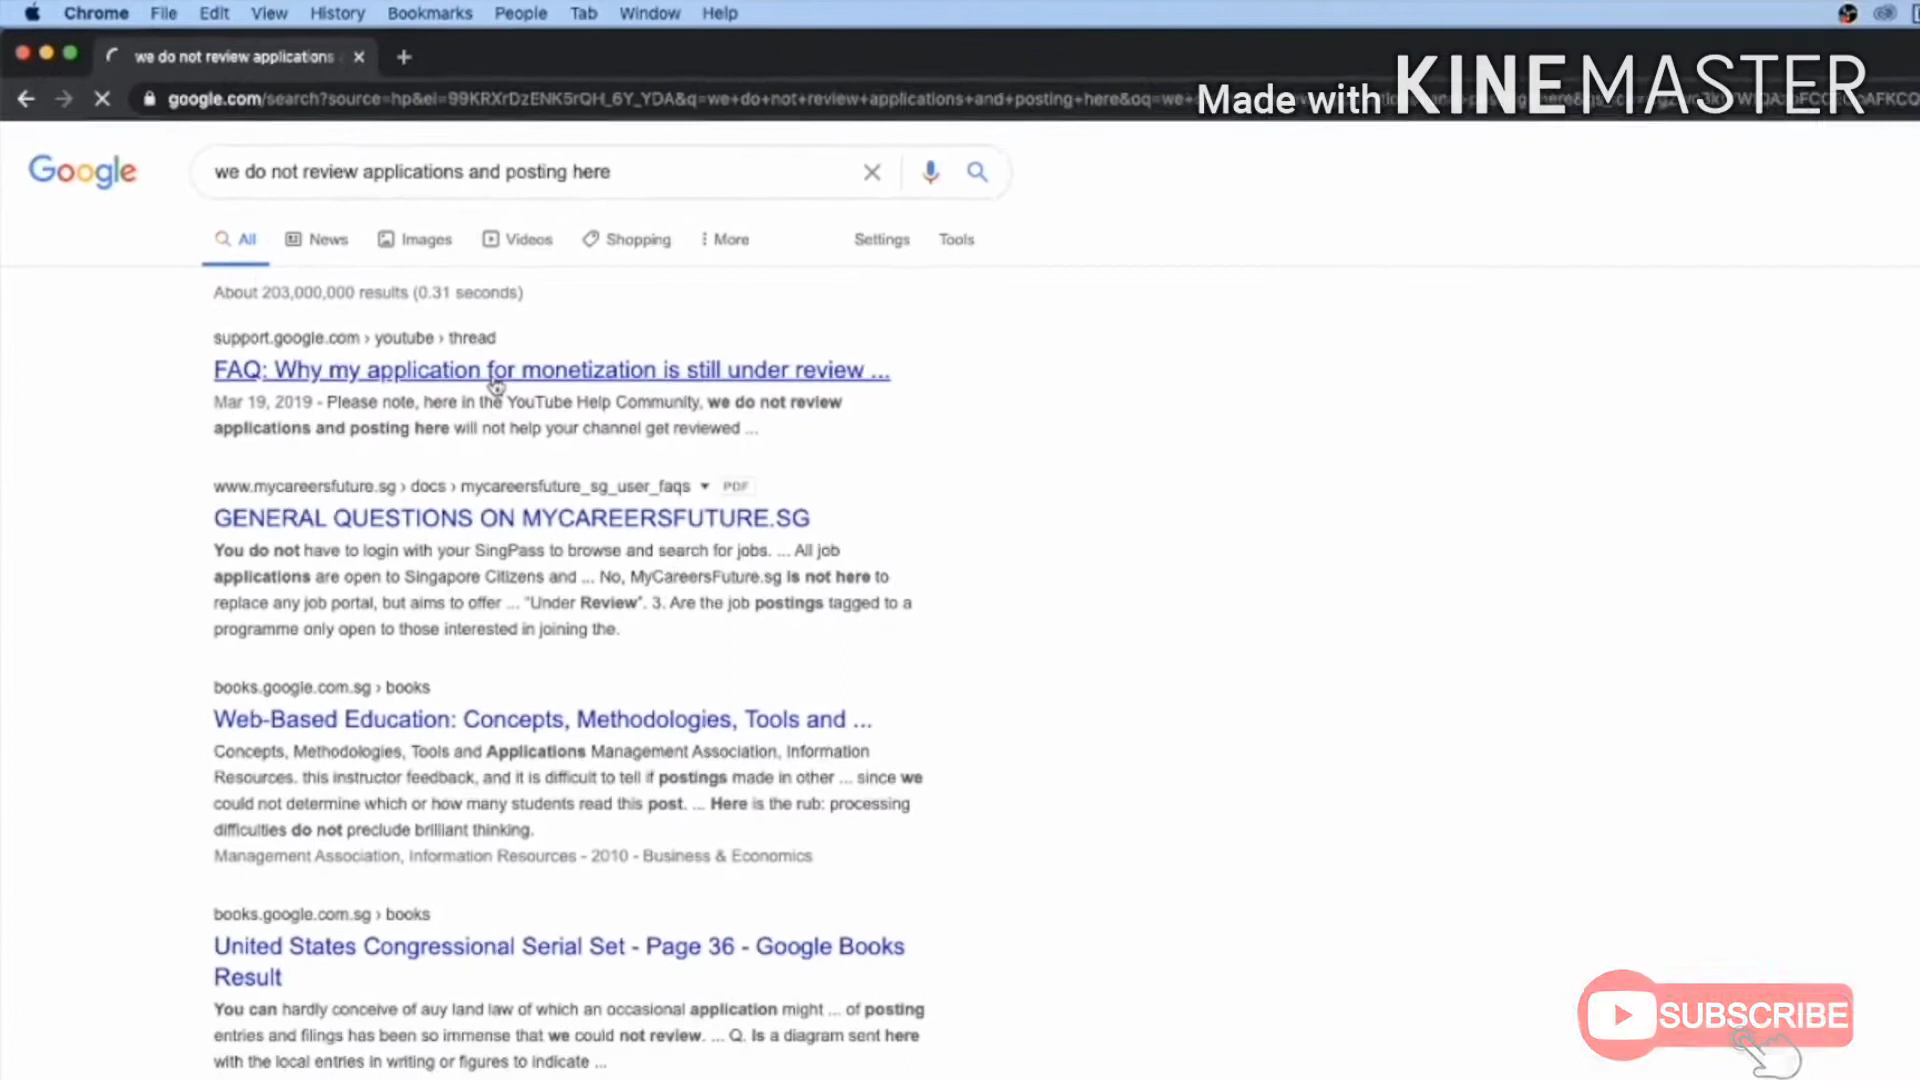 Chrome File Edit View History Bookmarks People Tab Window Help
we do not review applications
Made with KINEMASTER
google.com/search?source=hp&ei=99KRXrDzENK5rQH_6Y_YDA&q=we+do+not+review+applications+and+posting+here&oq=we+
Google
we do not review applications and posting here
All News Images Videos Shopping More Settings Tools
About 203,000,000 results (0.31 seconds)
support.google.com › youtube › thread
FAQ: Why my application for monetization is still under review ...
Mar 19, 2019 - Please note, here in the YouTube Help Community, we do not review
applications and posting here will not help your channel get reviewed ...
www.mycareersfuture.sg › docs › mycareersfuture_sg_user_faqs PDF
GENERAL QUESTIONS ON MYCAREERSFUTURE.SG
You do not have to login with your SingPass to browse and search for jobs. ... All job
applications are open to Singapore Citizens and ... No, MyCareersFuture.sg is not here to
replace any job portal, but aims to offer ... "Under Review". 3. Are the job postings tagged to a
programme only open to those interested in joining the.
books.google.com.sg › books
Web-Based Education: Concepts, Methodologies, Tools and ...
Concepts, Methodologies, Tools and Applications Management Association, Information
Resources. this instructor feedback, and it is difficult to tell if postings made in other ... since we
could not determine which or how many students read this post. ... Here is the rub: processing
difficulties do not preclude brilliant thinking.
Management Association, Information Resources - 2010 - Business & Economics
books.google.com.sg › books
United States Congressional Serial Set - Page 36 - Google Books
Result
You can hardly conceive of auy land law of which an occasional application might ... of posting
entries and filings has been so immense that we could not review. ... Q. Is a diagram sent here
with the local entries in writing or figures to indicate ...
SUBSCRIBE